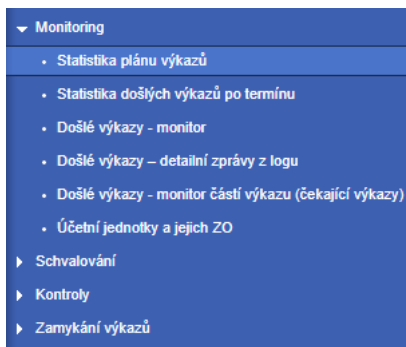 Monitoring
Statistika plánu výkazů
Statistika došlých výkazů po termínu
Došlé výkazy - monitor
Došlé výkazy – detailní zprávy z logu
Došlé výkazy - monitor částí výkazu (čekající výkazy)
Účetní jednotky a jejich ZO
Schvalování
Kontroly
Zamykání výkazů